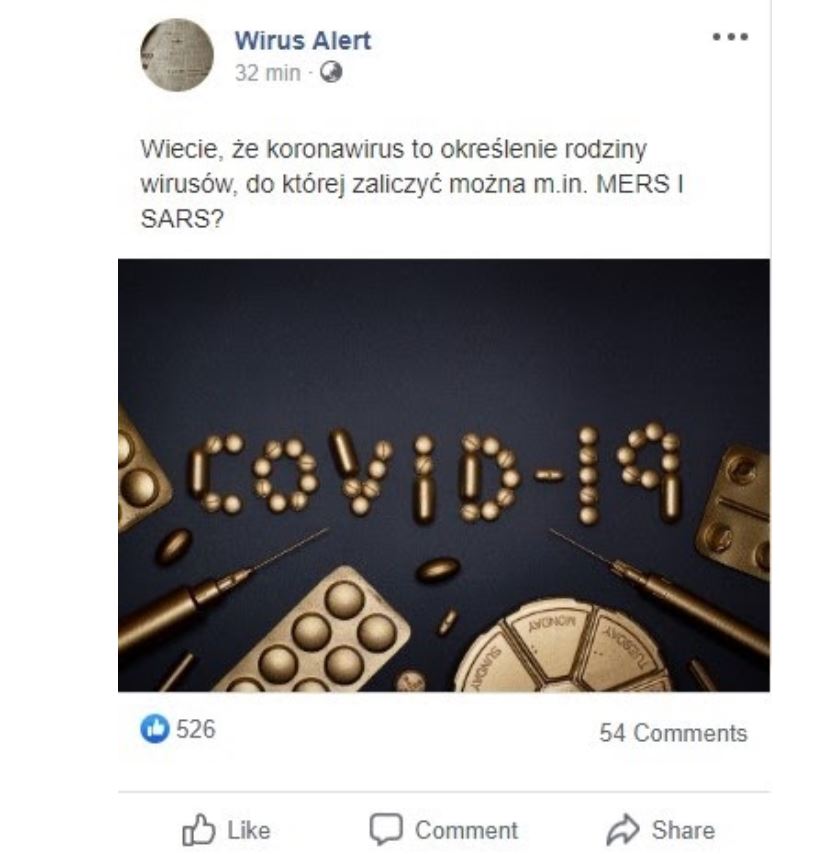 Wirus Alert
32 min ·
Wiecie, że koronawirus to określenie rodziny
wirusów, do której zaliczyć można m.in. MERS I
SARS?
COVID-19
SUNDAY
MONDAY
TUESDAY
526
54 Comments
Like
Comment
Share